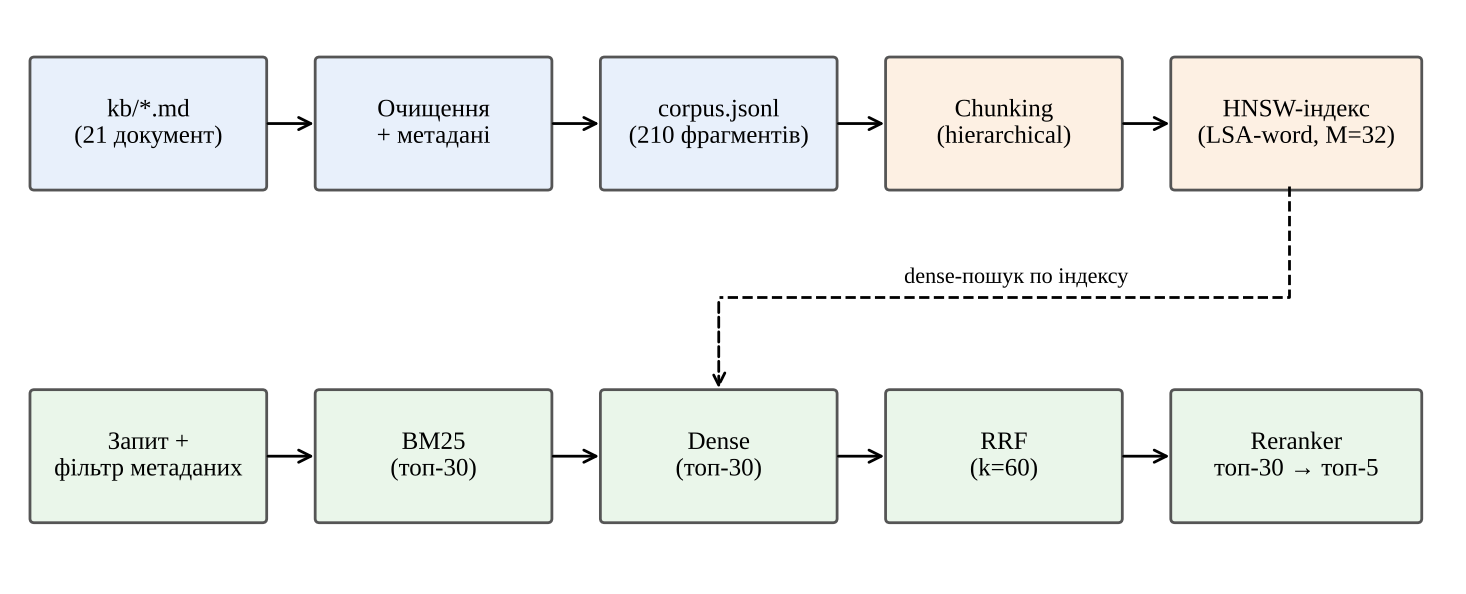 kb/*.md
(21 документ)
Очищення
+ метадані
corpus.jsonl
(210 фрагментів)
Chunking
(hierarchical)
HNSW-індекс
(LSA-word, M=32)
dense-пошук по індексу
Запит +
фільтр метаданих
BM25
(топ-30)
Dense
(топ-30)
RRF
(k=60)
Reranker
топ-30 → топ-5